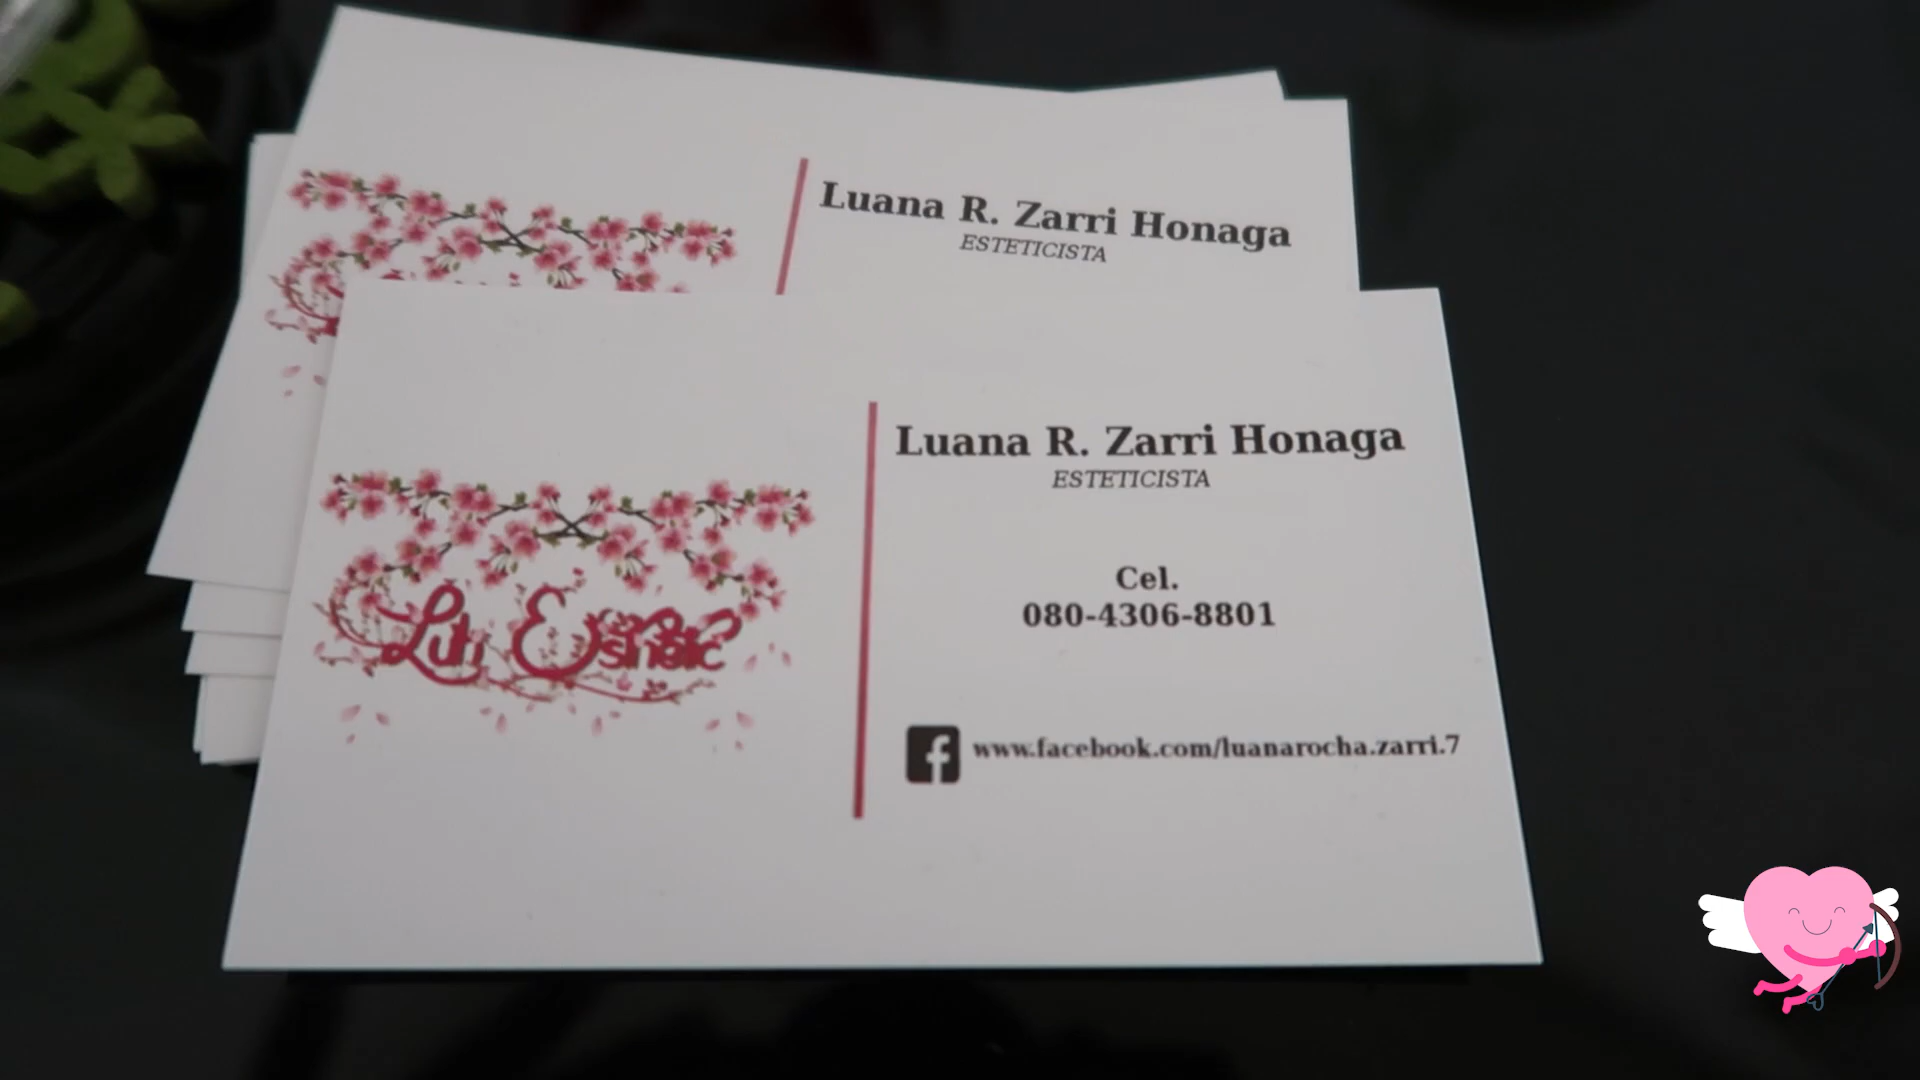 Luana R. Zarri Honaga
ESTETICISTA
Luana R. Zarri Honaga
ESTETICISTA
Cel.
080-4306-8801
www.facebook.com/luanarocha.zarri.7